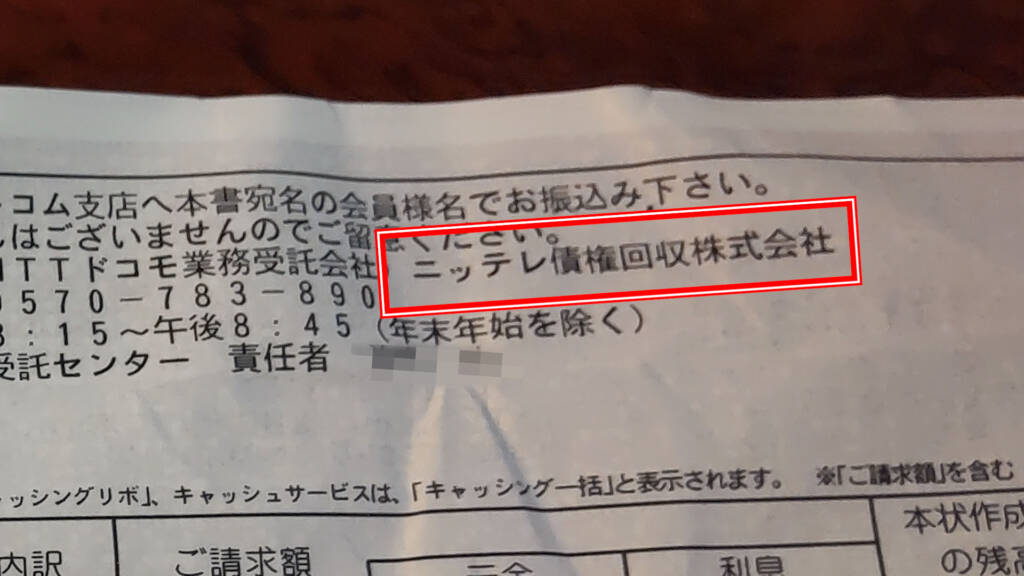 コム支店へ本書宛名の会員様名でお振込み下さい。
はございませんのでご留意ください。
TTドコモ業務受託会社 ニッテレ債権回収株式会社
570-783-890
:15~午後8:45(年末年始を除く)
受託センター 責任者
ャッシングリボ」、キャッシュサービスは、「キャッシング一括」と表示されます。 ※「ご請求額」を含む
内訳
ご請求額
利息
本状作成
の残高